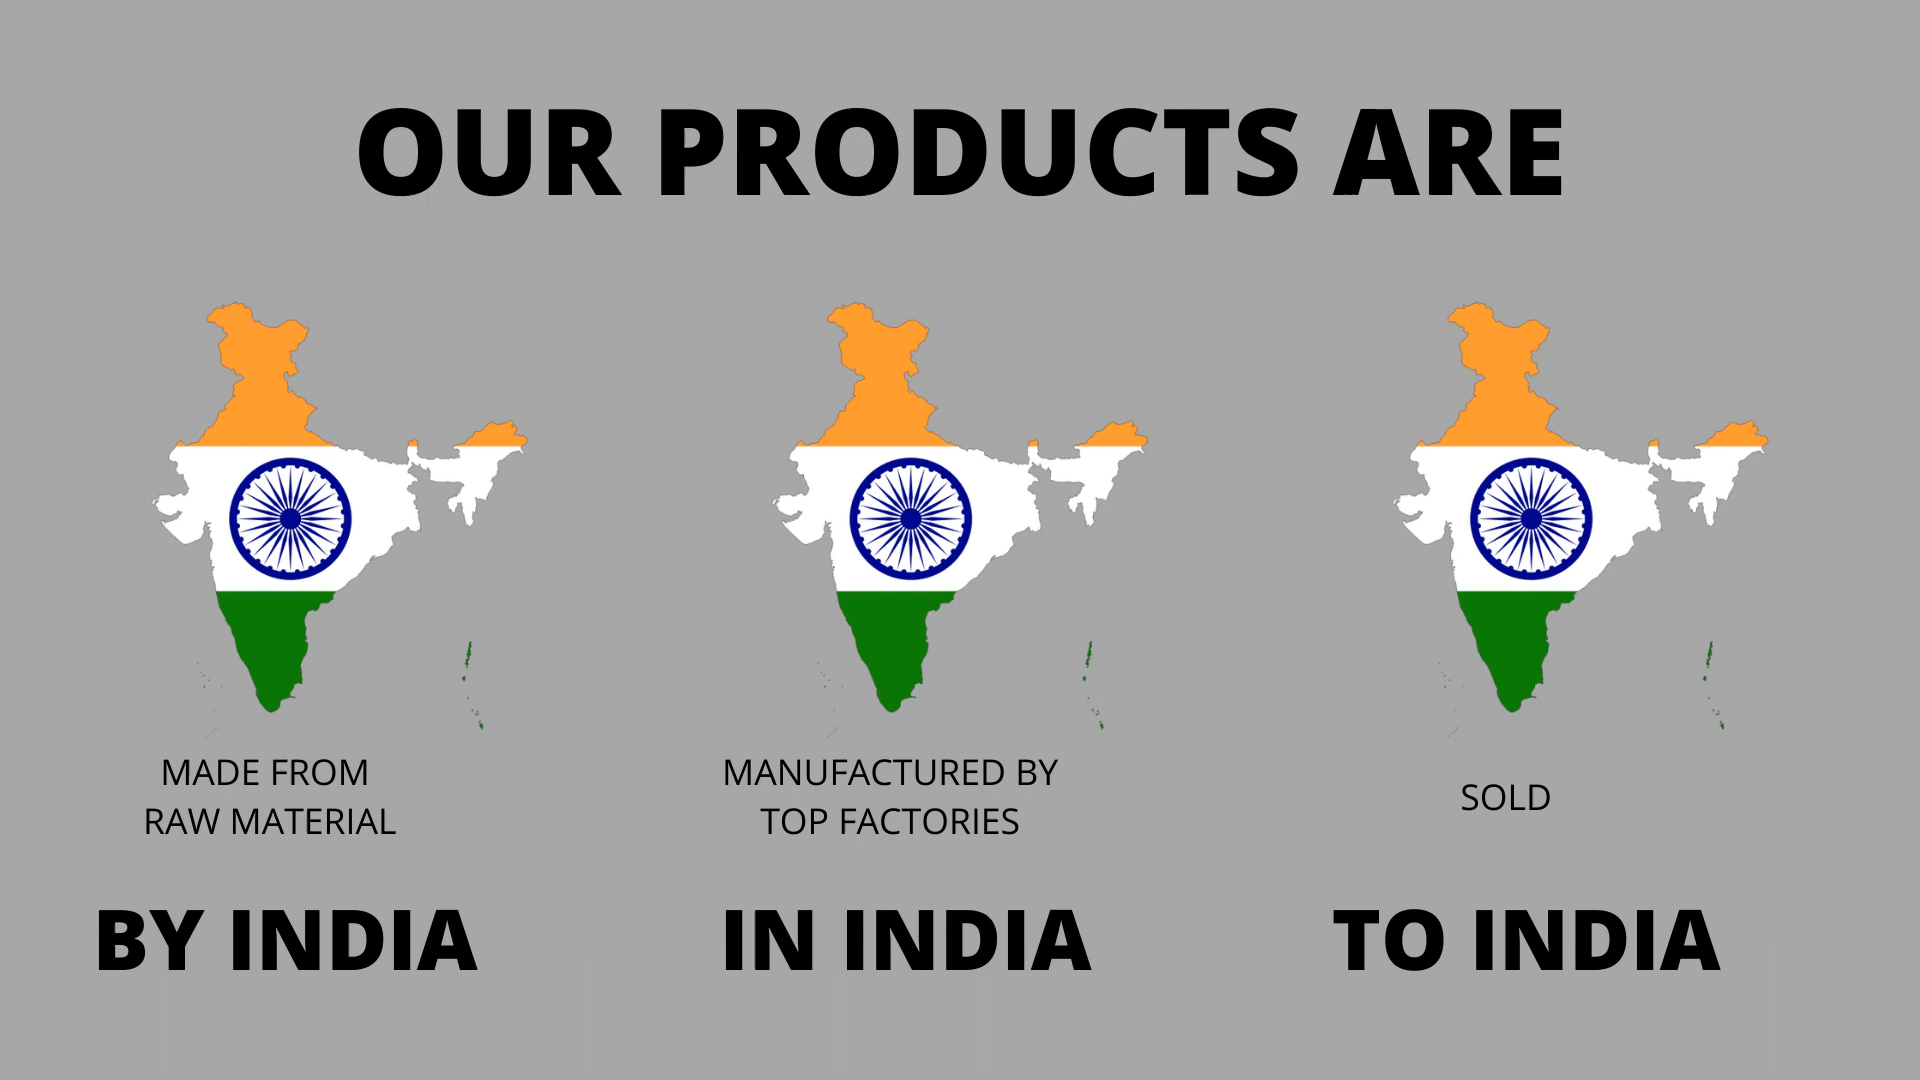 OUR PRODUCTS ARE
MADE FROM
RAW MATERIAL
BY INDIA
MANUFACTURED BY
TOP FACTORIES
IN INDIA
SOLD
TO INDIA